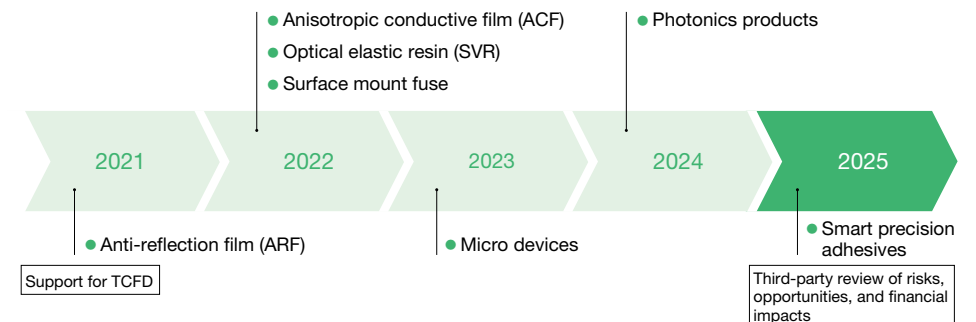 Anisotropic conductive film (ACF)
Optical elastic resin (SVR)
Surface mount fuse
Photonics products
2021
2022
2023
2024
2025
Anti-reflection film (ARF)
Support for TCFD
Micro devices
Smart precision
adhesives
Third-party review of risks,
opportunities, and financial
impacts